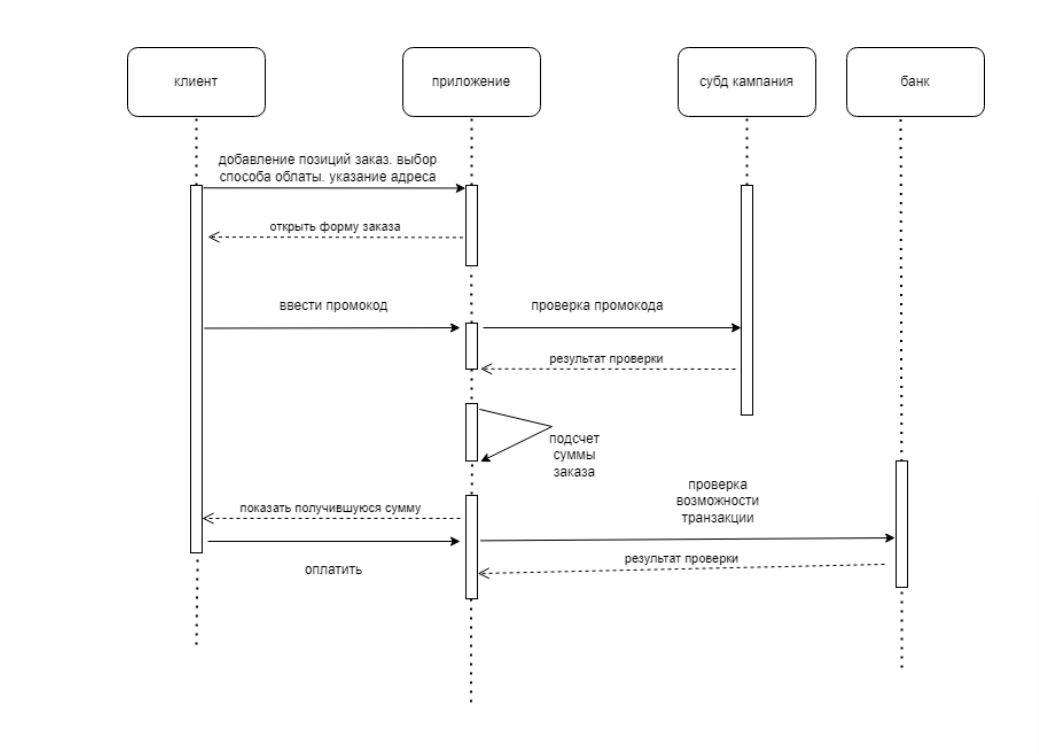 клиент
приложение
субд кампания
банк
добавление позиций заказ. выбор
способа облаты. указание адреса
открыть форму заказа
ввести промокод
проверка промокода
результат проверки
подсчет
суммы
заказа
проверка
возможности
транзакции
показать получившуюся сумму
результат проверки
оплатить